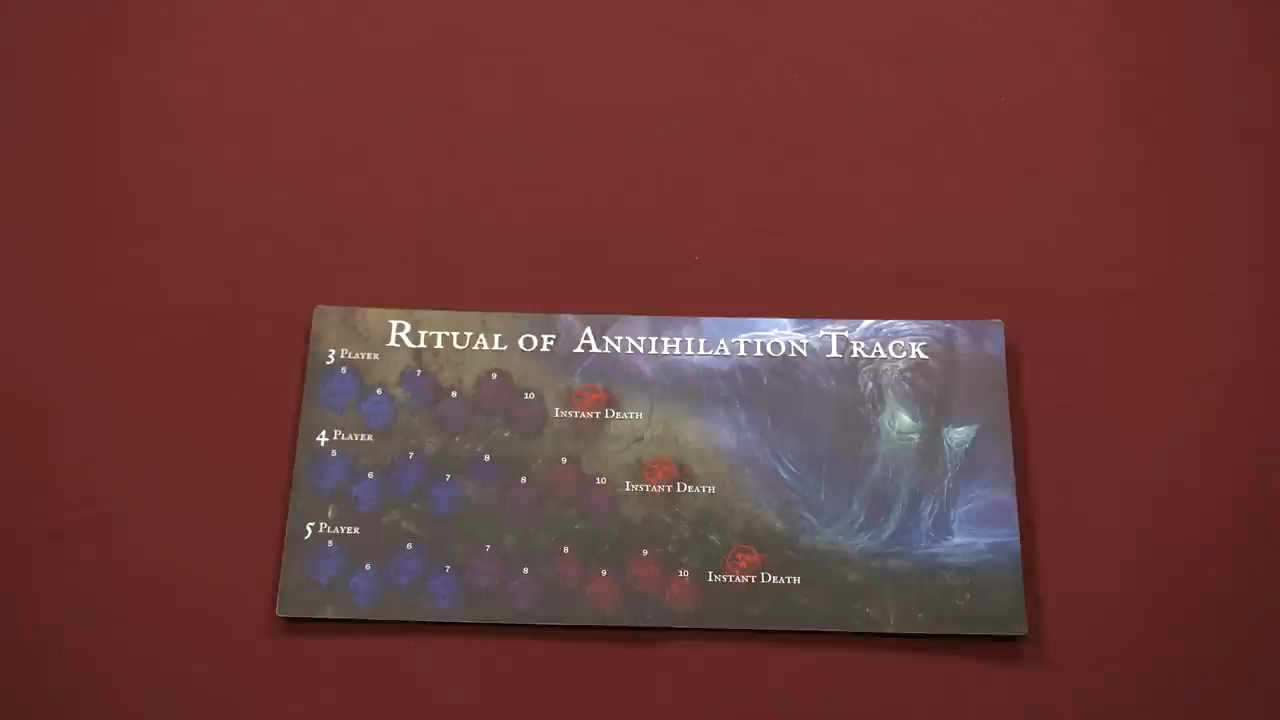 Ritual of Annihilation Track
3 Player
5 6 7 8 9 10 Instant Death
4 Player
5 6 7 7 8 8 9 10 Instant Death
5 Player
5 6 6 7 7 8 8 9 9 10 Instant Death